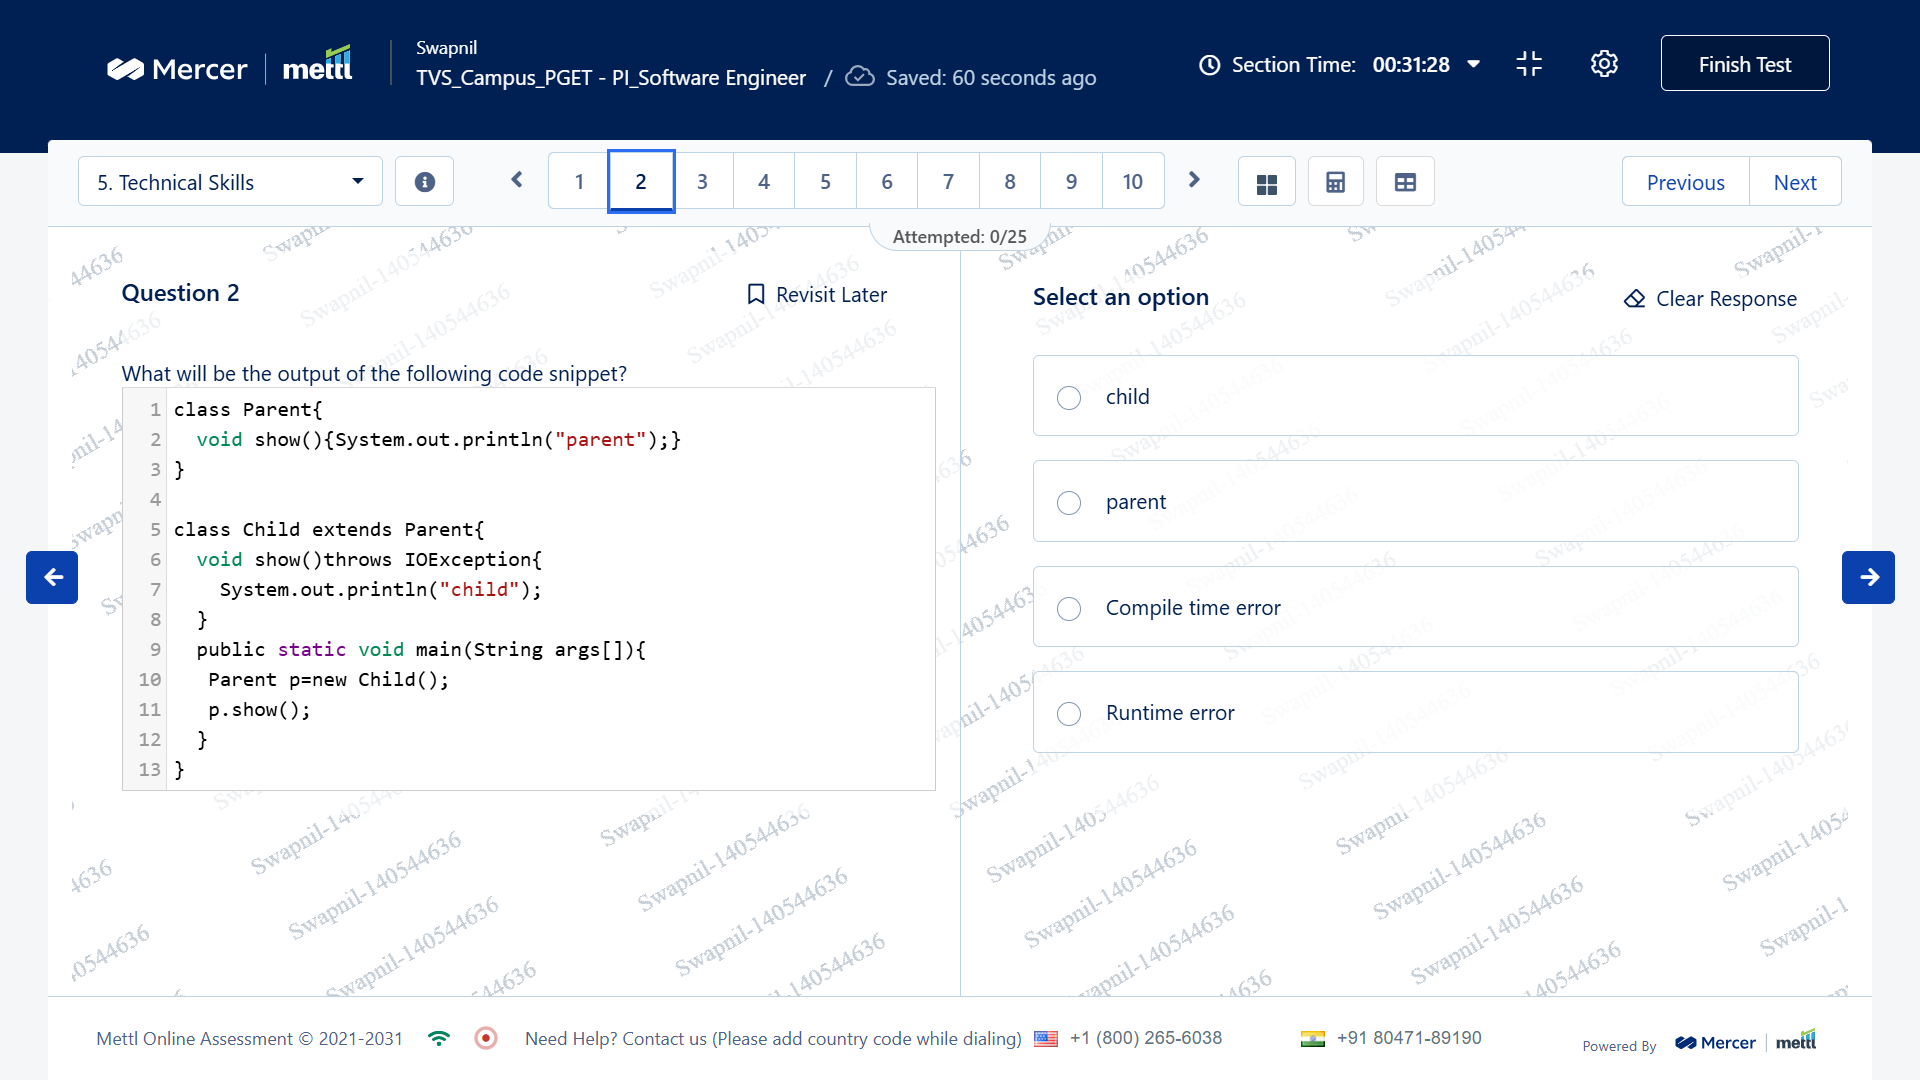 Mercer mettl
Swapnil
TVS_Campus_PGET - PI_Software Engineer / Saved: 60 seconds ago
Section Time: 00:31:28
Finish Test
5. Technical Skills
1 2 3 4 5 6 7 8 9 10
Previous Next
Attempted: 0/25
Question 2
Revisit Later
What will be the output of the following code snippet?
1 class Parent{
2 void show(){System.out.println("parent");}
3 }
4
5 class Child extends Parent{
6 void show()throws IOException{
7 System.out.println("child");
8 }
9 public static void main(String args[]){
10 Parent p=new Child();
11 p.show();
12 }
13 }
Select an option
Clear Response
child
parent
Compile time error
Runtime error
Swapnil-140544636
Mettl Online Assessment © 2021-2031
Need Help? Contact us (Please add country code while dialing) +1 (800) 265-6038 +91 80471-89190
Powered By Mercer mettl